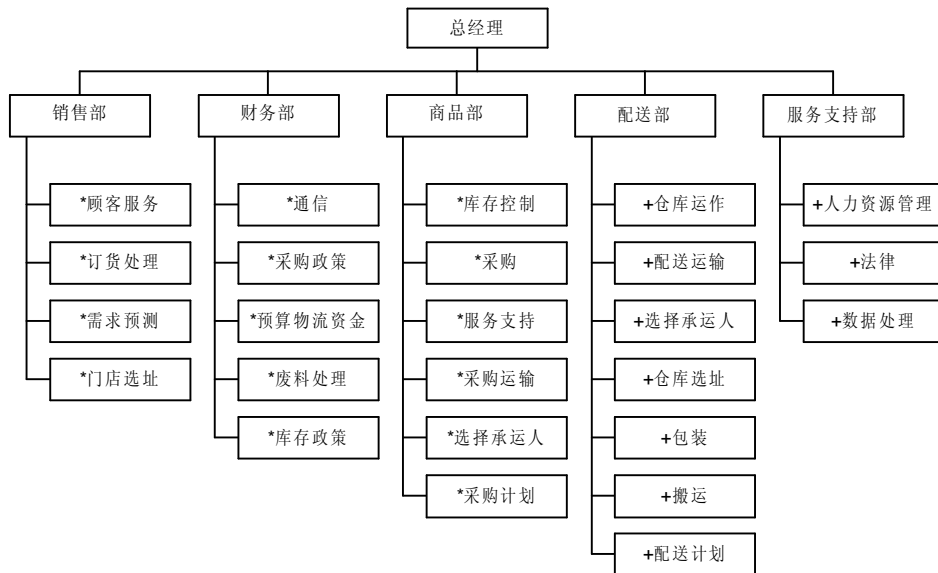 总经理
销售部
财务部
商品部
配送部
服务支持部
*顾客服务
*订货处理
*需求预测
*门店选址
*通信
*采购政策
*预算物流资金
*废料处理
*库存政策
*库存控制
*采购
*服务支持
*采购运输
*选择承运人
*采购计划
+仓库运作
+配送运输
+选择承运人
+仓库选址
+包装
+搬运
+配送计划
+人力资源管理
+法律
+数据处理